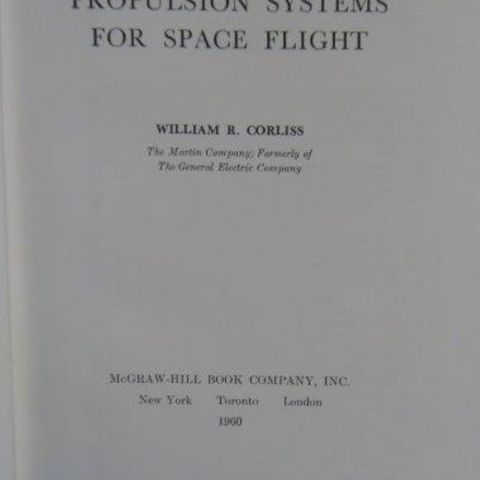 PROPULSION SYSTEMS
FOR SPACE FLIGHT
WILLIAM R. CORLISS
The Martin Company; Formerly of
The General Electric Company
McGRAW-HILL BOOK COMPANY, INC.
New York Toronto London
1960